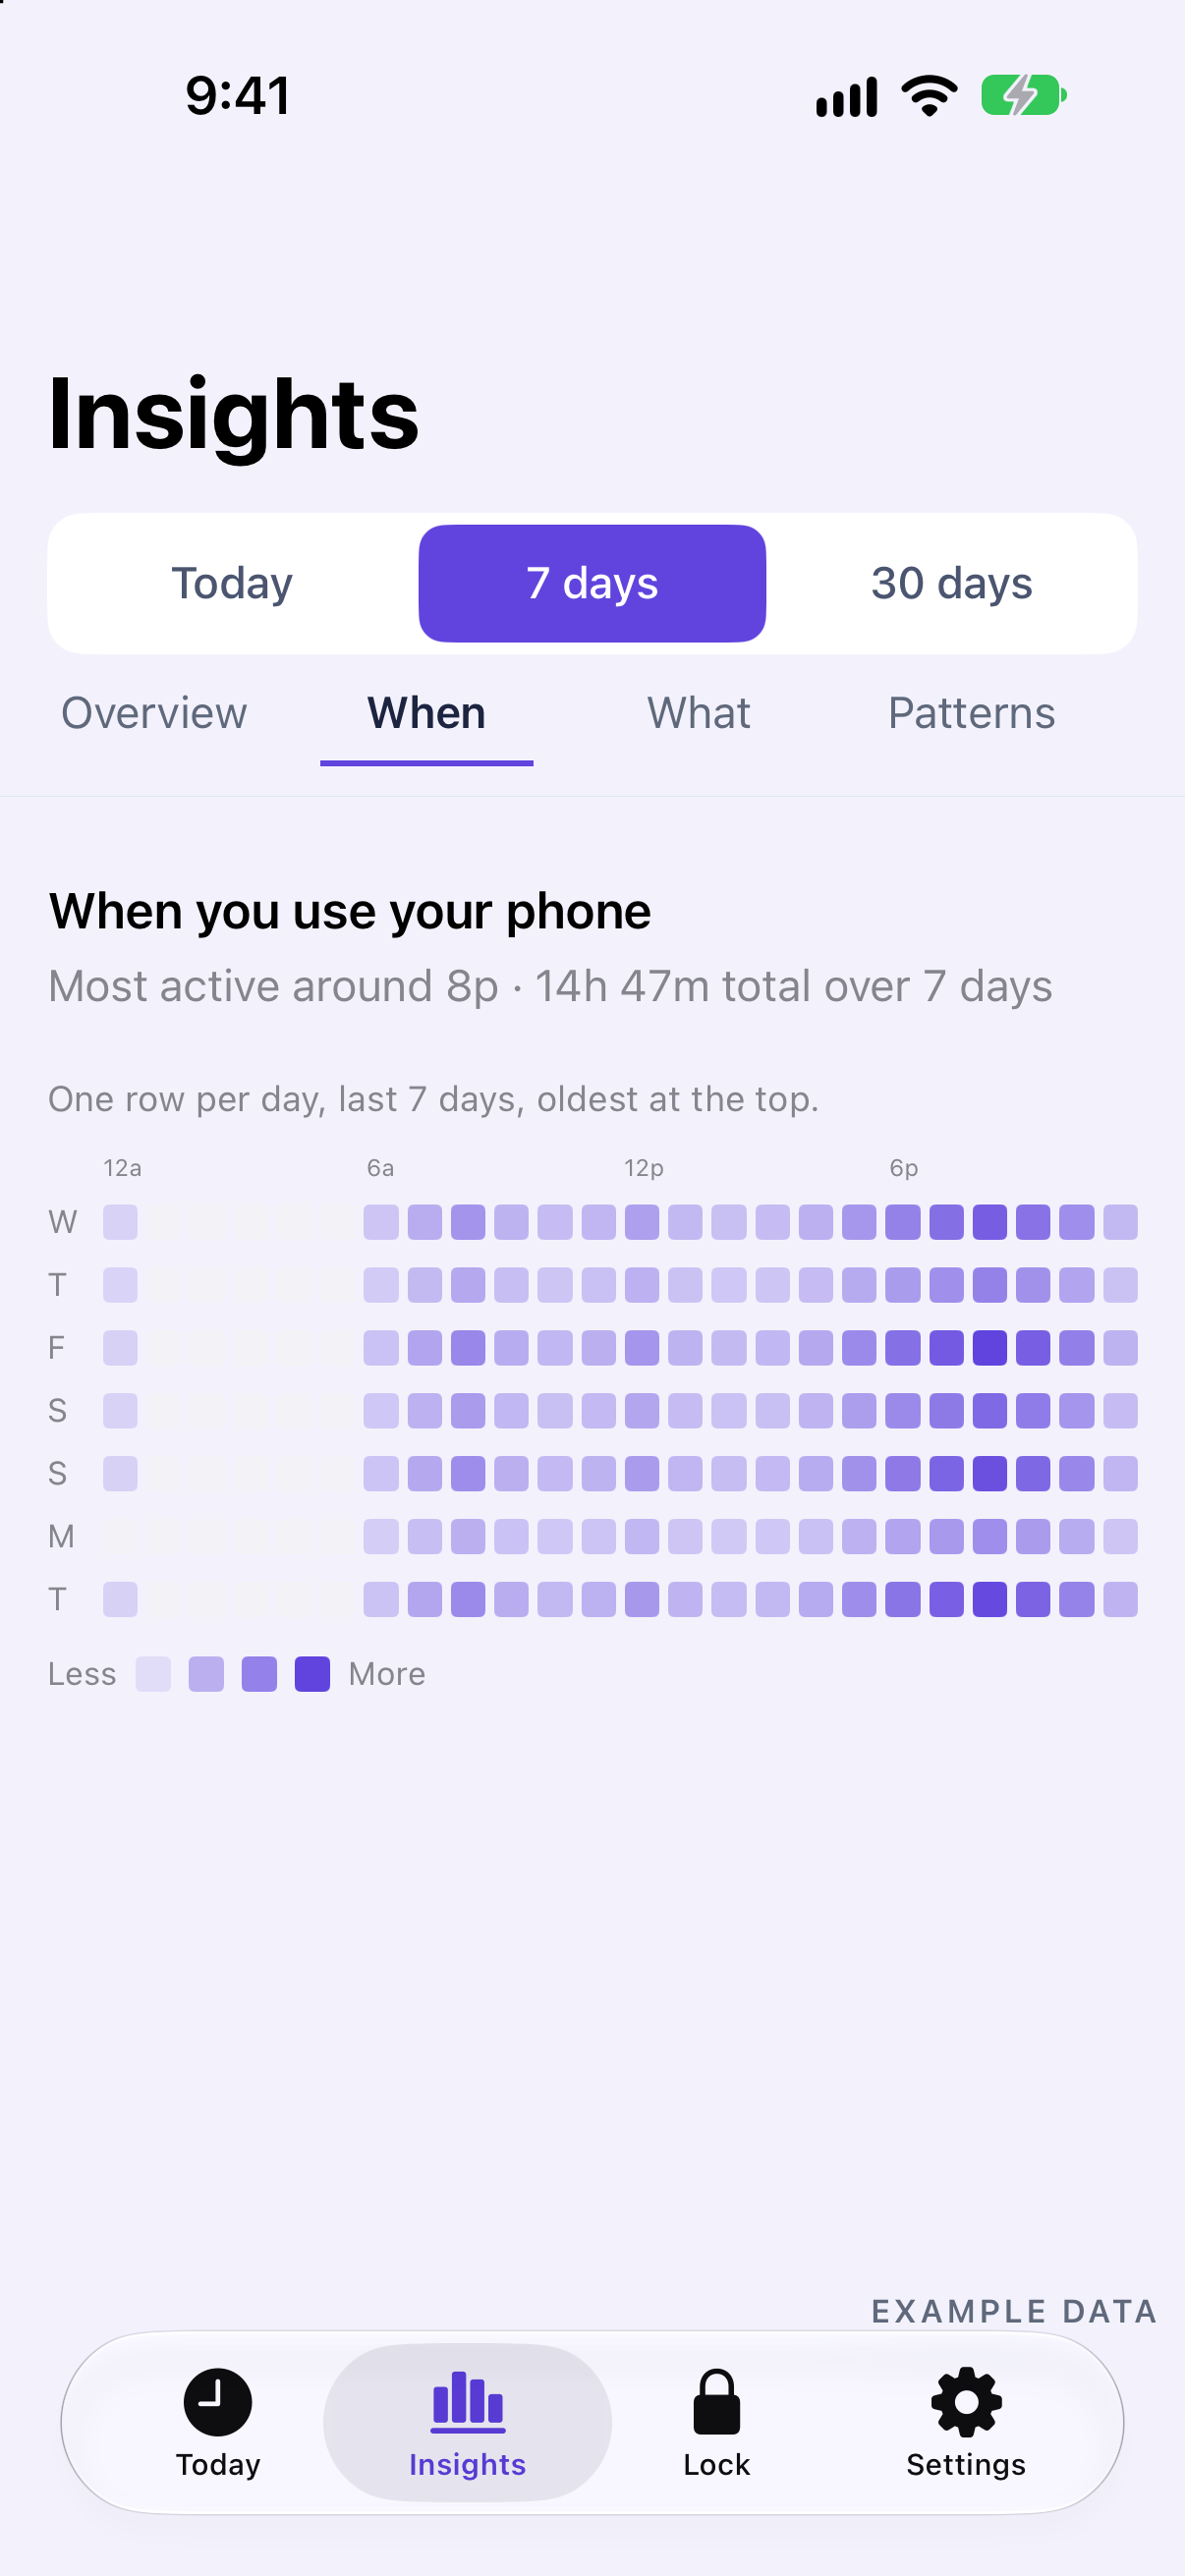 9:41
Insights
Today 7 days 30 days
Overview When What Patterns
When you use your phone
Most active around 8p · 14h 47m total over 7 days
One row per day, last 7 days, oldest at the top.
12a 6a 12p 6p
W
T
F
S
S
M
T
Less More
EXAMPLE DATA
Today Insights Lock Settings